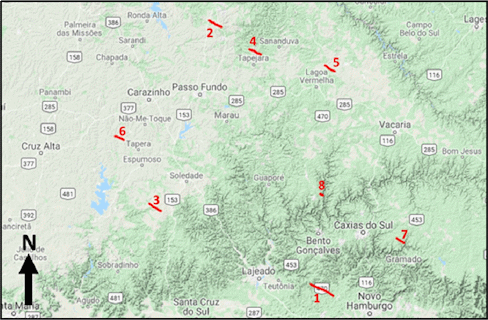 Ronda Alta
Lages
Palmeira
das Missões
2
Campo
Belo do Sul
4
Sananduva
Sarandi
Estrela
Chapada
Tapejara
5
Lagoa
Vermelha
116
285
Panambi
Carazinho
Passo Fundo
285
285
158
Não-Me-Toque
153
Marau
470
Vacaria
6
377
Tapera
116
285
Cruz Alta
Bom Jesus
377
Espumoso
158
Soledade
Guaporé
8
481
3
153
392
386
453
Bento
Gonçalves
Caxias do Sul
7
N
453
Gramado
Sobradinho
Lajeado
116
Teutônia
Agudo
481
1
Santa Cruz
do Sul
Novo
Hamburgo
287